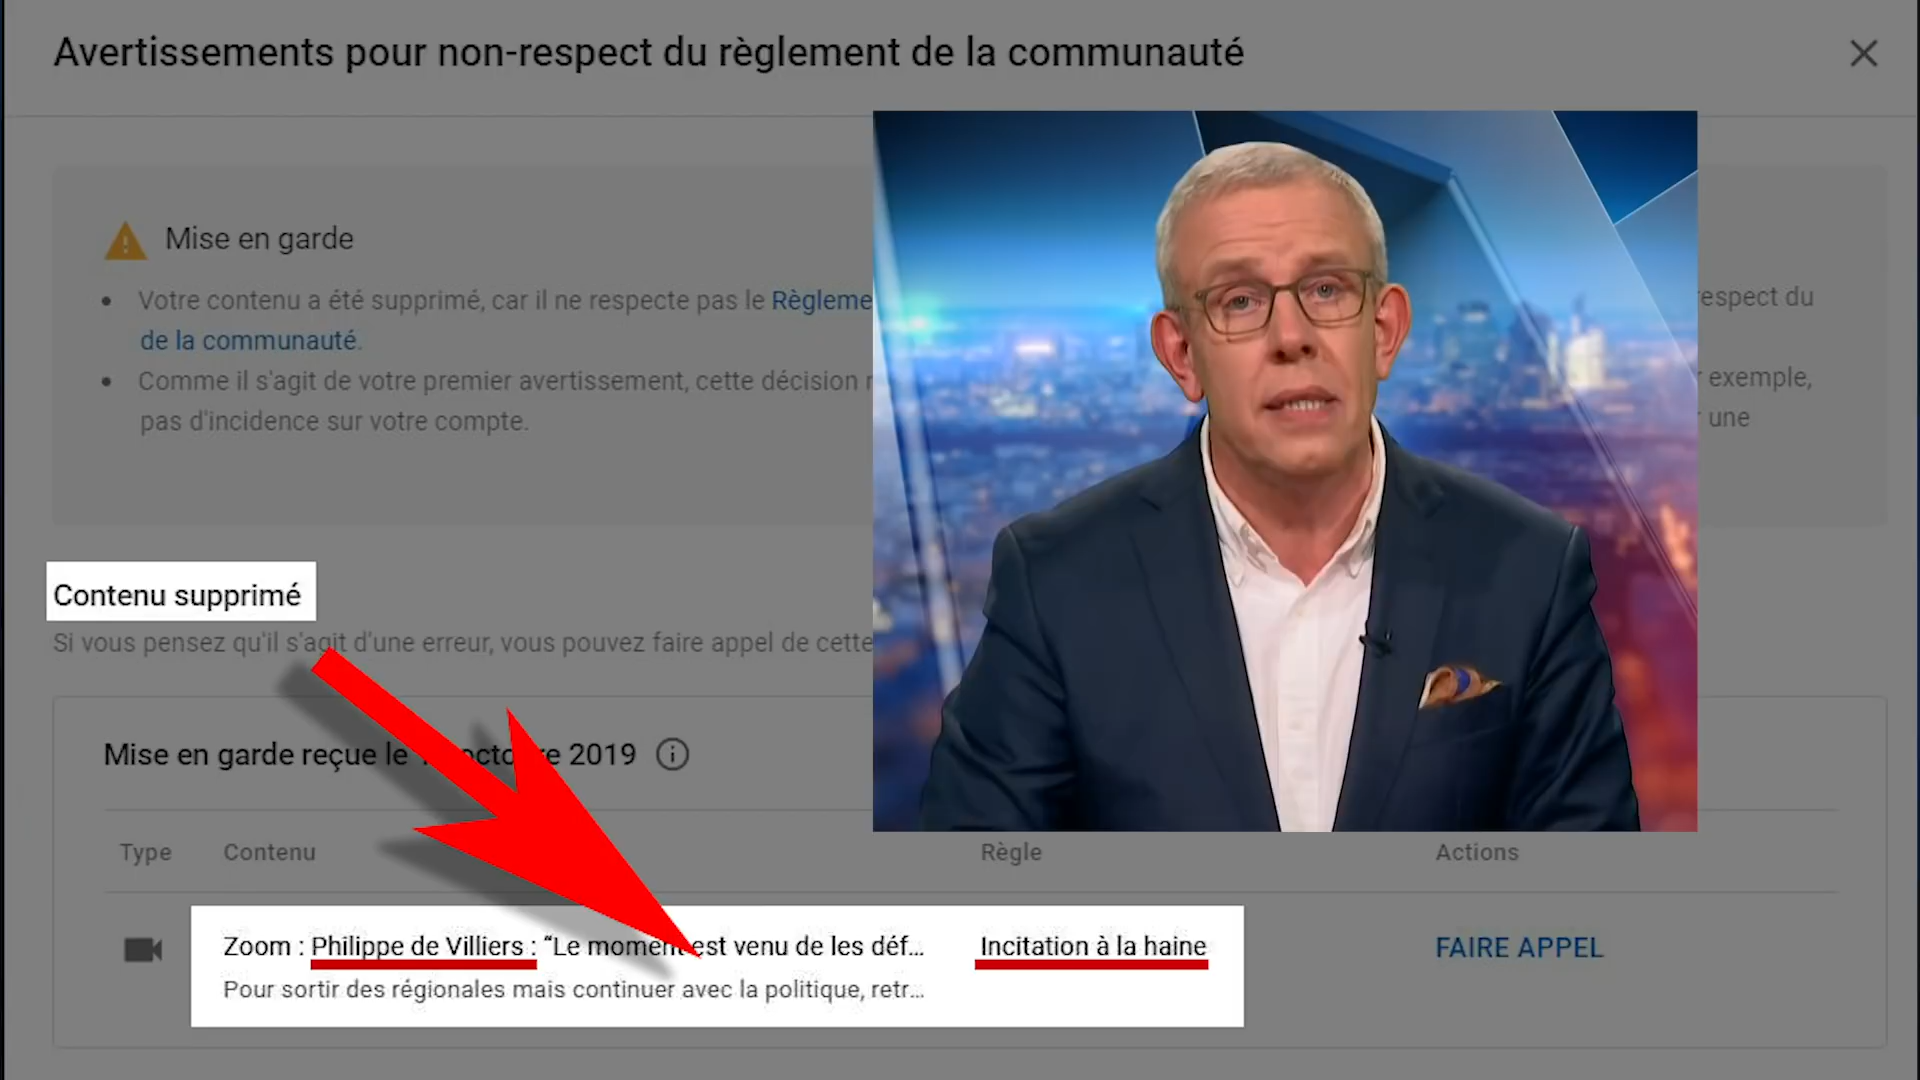 Avertissements pour non-respect du règlement de la communauté
Mise en garde
Votre contenu a été supprimé, car il ne respecte pas le Règleme
de la communauté.
espect du
Comme il s'agit de votre premier avertissement, cette décision
exemple,
pas d'incidence sur votre compte.
une
Contenu supprimé
Si vous pensez qu'il s'agit d'une erreur, vous pouvez faire appel de cette
Mise en garde reçue le octobre 2019
Type Contenu Règle Actions
Zoom : Philippe de Villiers : “Le moment est venu de les déf... Incitation à la haine FAIRE APPEL
Pour sortir des régionales mais continuer avec la politique, retr...